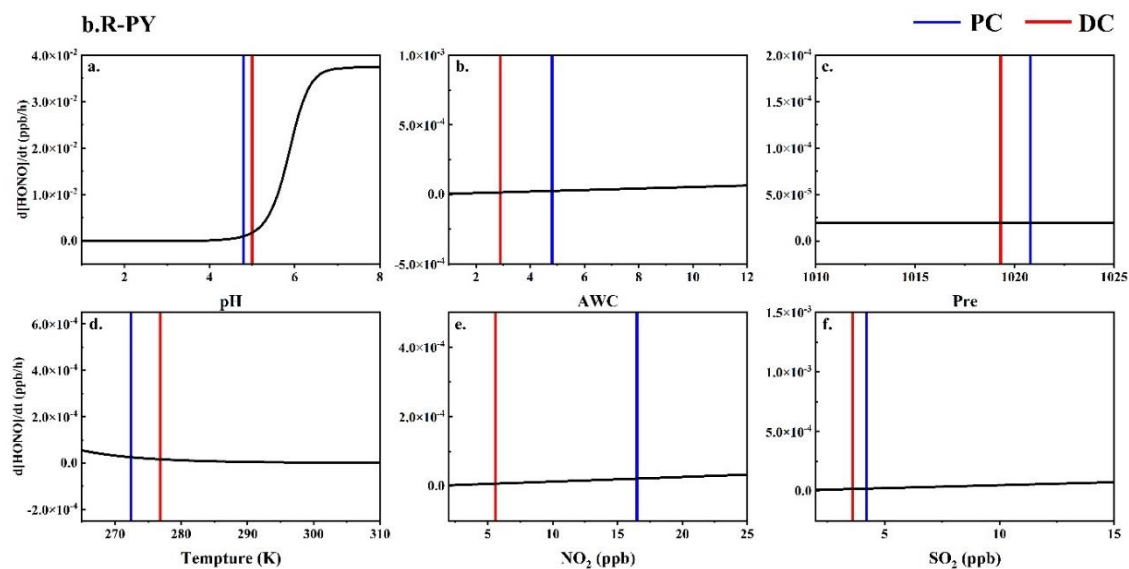 b.R-PY
PC
DC
a.
d[HONO]/dt (ppb/h)
4.0×10⁻²
3.0×10⁻²
2.0×10⁻²
1.0×10⁻²
0.0
2 4 6 8
pH
b.
1.0×10⁻³
5.0×10⁻⁴
0.0
-5.0×10⁻⁴
2 4 6 8 10 12
AWC
c.
2.0×10⁻⁴
1.5×10⁻⁴
1.0×10⁻⁴
5.0×10⁻⁵
0.0
1010 1015 1020 1025
Pre
d.
d[HONO]/dt (ppb/h)
6.0×10⁻⁴
4.0×10⁻⁴
2.0×10⁻⁴
0.0
-2.0×10⁻⁴
270 280 290 300 310
Tempture (K)
e.
4.0×10⁻⁴
2.0×10⁻⁴
0.0
5 10 15 20 25
NO₂ (ppb)
f.
1.5×10⁻³
1.0×10⁻³
5.0×10⁻⁴
0.0
5 10 15
SO₂ (ppb)